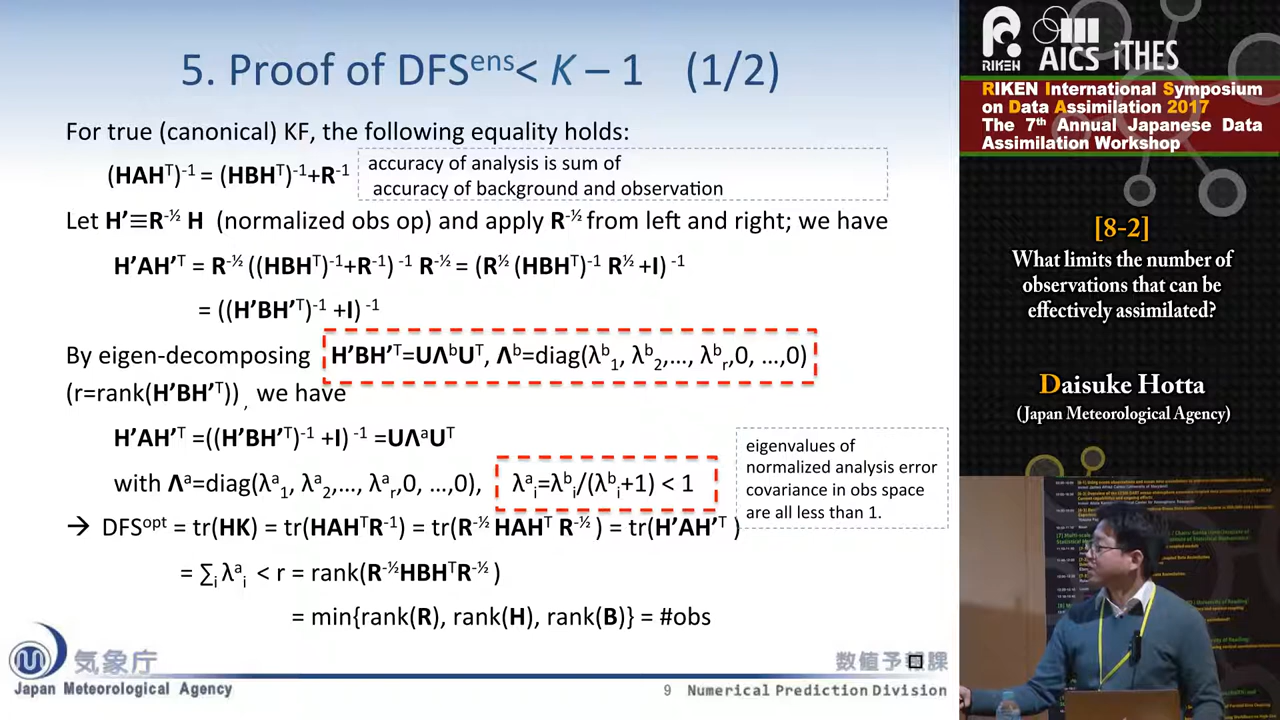 5. Proof of DFSᵉⁿˢ< K – 1 (1/2)
For true (canonical) KF, the following equality holds:
(HAHᵀ)⁻¹ = (HBHᵀ)⁻¹+R⁻¹
accuracy of analysis is sum of
accuracy of background and observation
Let H’≡R⁻½ H (normalized obs op) and apply R⁻½ from left and right; we have
H’AH’ᵀ = R⁻½ ((HBHᵀ)⁻¹+R⁻¹) ⁻¹ R⁻½ = (R½ (HBHᵀ)⁻¹ R½ +I) ⁻¹
= ((H’BH’ᵀ)⁻¹ +I) ⁻¹
By eigen-decomposing H’BH’ᵀ=UΛᵇUᵀ, Λᵇ=diag(λᵇ₁, λᵇ₂,…, λᵇᵣ,0, …,0)
(r=rank(H’BH’ᵀ)) , we have
H’AH’ᵀ =((H’BH’ᵀ)⁻¹ +I) ⁻¹ =UΛᵃUᵀ
with Λᵃ=diag(λᵃ₁, λᵃ₂,…, λᵃᵣ,0, …,0), λᵃᵢ=λᵇᵢ/(λᵇᵢ+1) < 1
eigenvalues of
normalized analysis error
covariance in obs space
are all less than 1.
→ DFSᵒᵖᵗ = tr(HK) = tr(HAHᵀR⁻¹) = tr(R⁻½ HAHᵀ R⁻½ ) = tr(H’AH’ᵀ )
= ∑ᵢ λᵃᵢ < r = rank(R⁻½HBHᵀR⁻½ )
= min{rank(R), rank(H), rank(B)} = #obs
気象庁
Japan Meteorological Agency
数値予報課
9 Numerical Prediction Division
RIKEN
AICS iTHES
RIKEN International Symposium
on Data Assimilation 2017
The 7ᵗʰ Annual Japanese Data
Assimilation Workshop
[8-2]
What limits the number of
observations that can be
effectively assimilated?
Daisuke Hotta
(Japan Meteorological Agency)